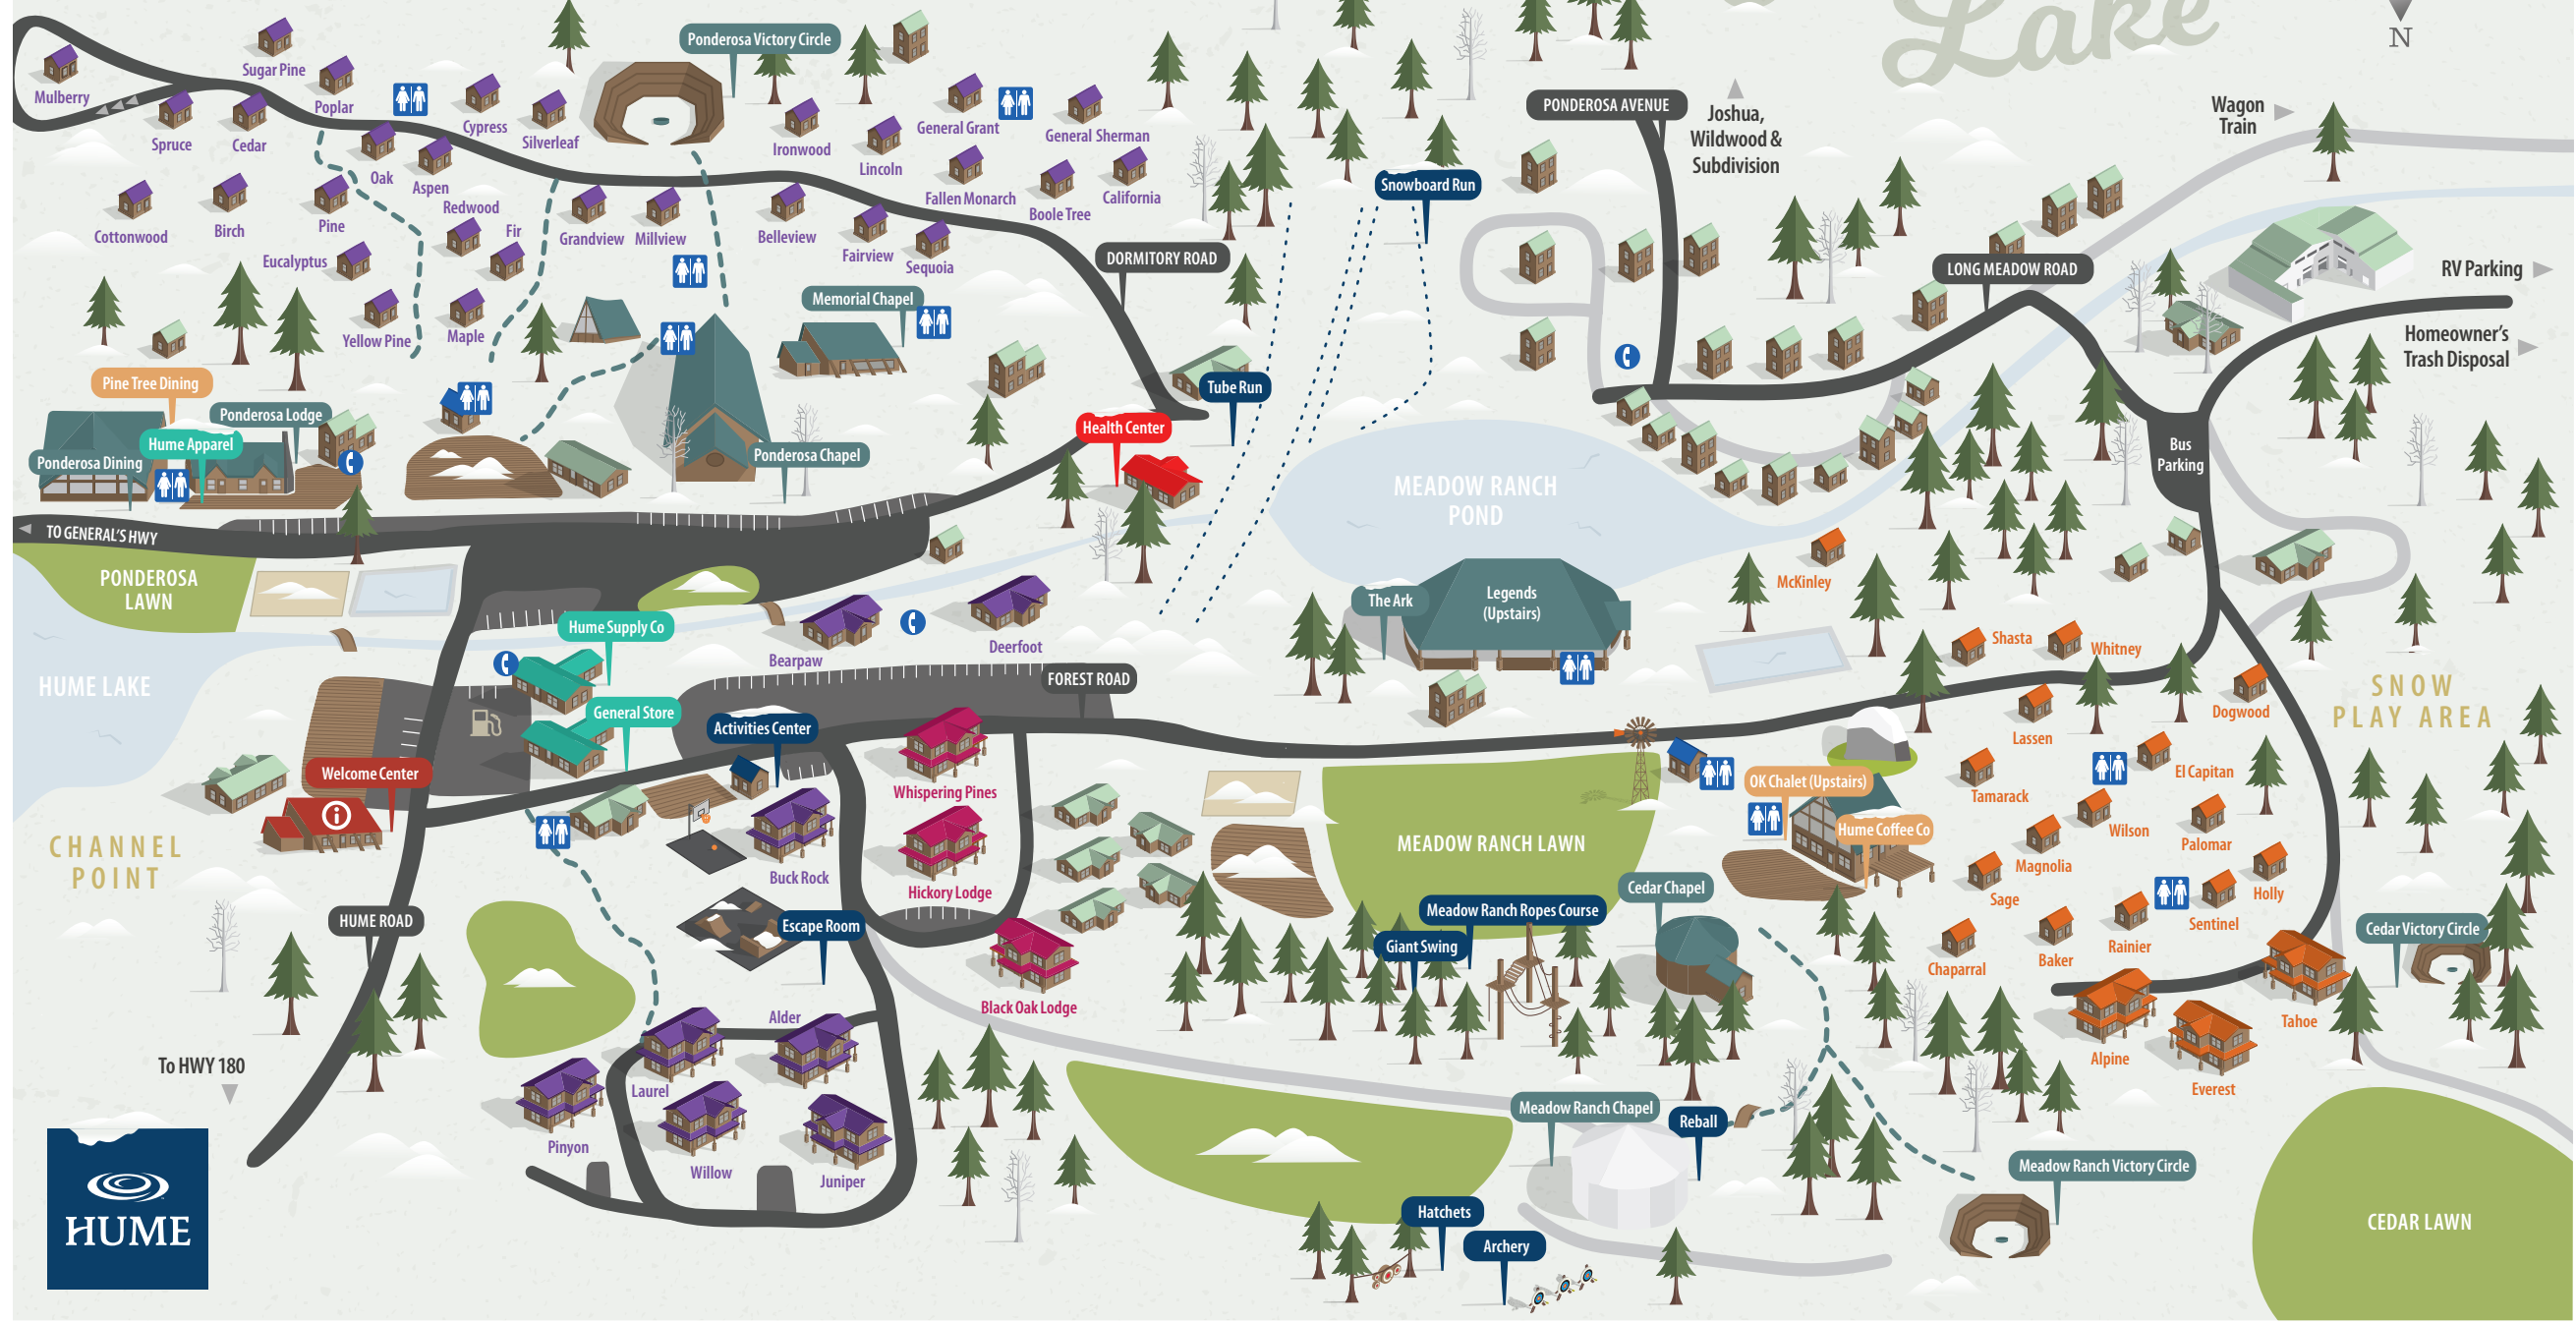 Lake
N
Mulberry
Sugar Pine
Poplar
Spruce
Cedar
Cypress
Silverleaf
Ponderosa Victory Circle
Oak
Aspen
Redwood
Cottonwood
Birch
Pine
Fir
Eucalyptus
Yellow Pine
Maple
Grandview
Millview
Ironwood
Lincoln
General Grant
General Sherman
Fallen Monarch
Boole Tree
California
Belleview
Fairview
Sequoia
DORMITORY ROAD
Snowboard Run
PONDEROSA AVENUE
Joshua,
Wildwood &
Subdivision
Wagon
Train
LONG MEADOW ROAD
RV Parking
Homeowner's
Trash Disposal
Memorial Chapel
Pine Tree Dining
Ponderosa Lodge
Hume Apparel
Ponderosa Dining
Ponderosa Chapel
Tube Run
Health Center
MEADOW RANCH
POND
Bus
Parking
TO GENERAL'S HWY
PONDEROSA
LAWN
HUME LAKE
Hume Supply Co
General Store
Bearpaw
Deerfoot
FOREST ROAD
The Ark
Legends
(Upstairs)
McKinley
Shasta
Whitney
Dogwood
Lassen
SNOW
PLAY AREA
Activities Center
Welcome Center
CHANNEL
POINT
Whispering Pines
Hickory Lodge
Buck Rock
MEADOW RANCH LAWN
OK Chalet (Upstairs)
Hume Coffee Co
Tamarack
El Capitan
Wilson
Palomar
Magnolia
Sage
Holly
Sentinel
Rainier
Baker
Chaparral
HUME ROAD
Escape Room
Black Oak Lodge
Meadow Ranch Ropes Course
Giant Swing
Cedar Chapel
Cedar Victory Circle
Tahoe
Alpine
Everest
To HWY 180
Alder
Laurel
Pinyon
Willow
Juniper
Meadow Ranch Chapel
Reball
Meadow Ranch Victory Circle
Hatchets
Archery
CEDAR LAWN
HUME